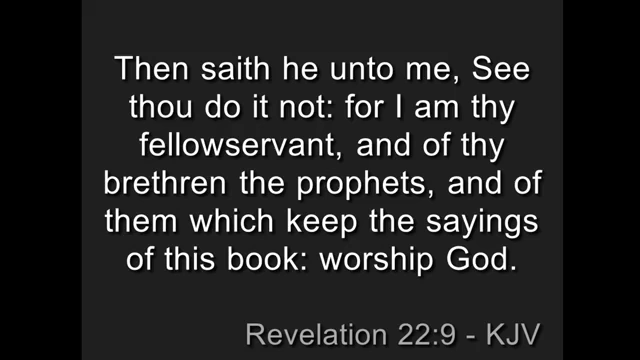 Then saith he unto me, See
thou do it not: for I am thy
fellowservant, and of thy
brethren the prophets, and of
them which keep the sayings
of this book: worship God.
Revelation 22:9 - KJV